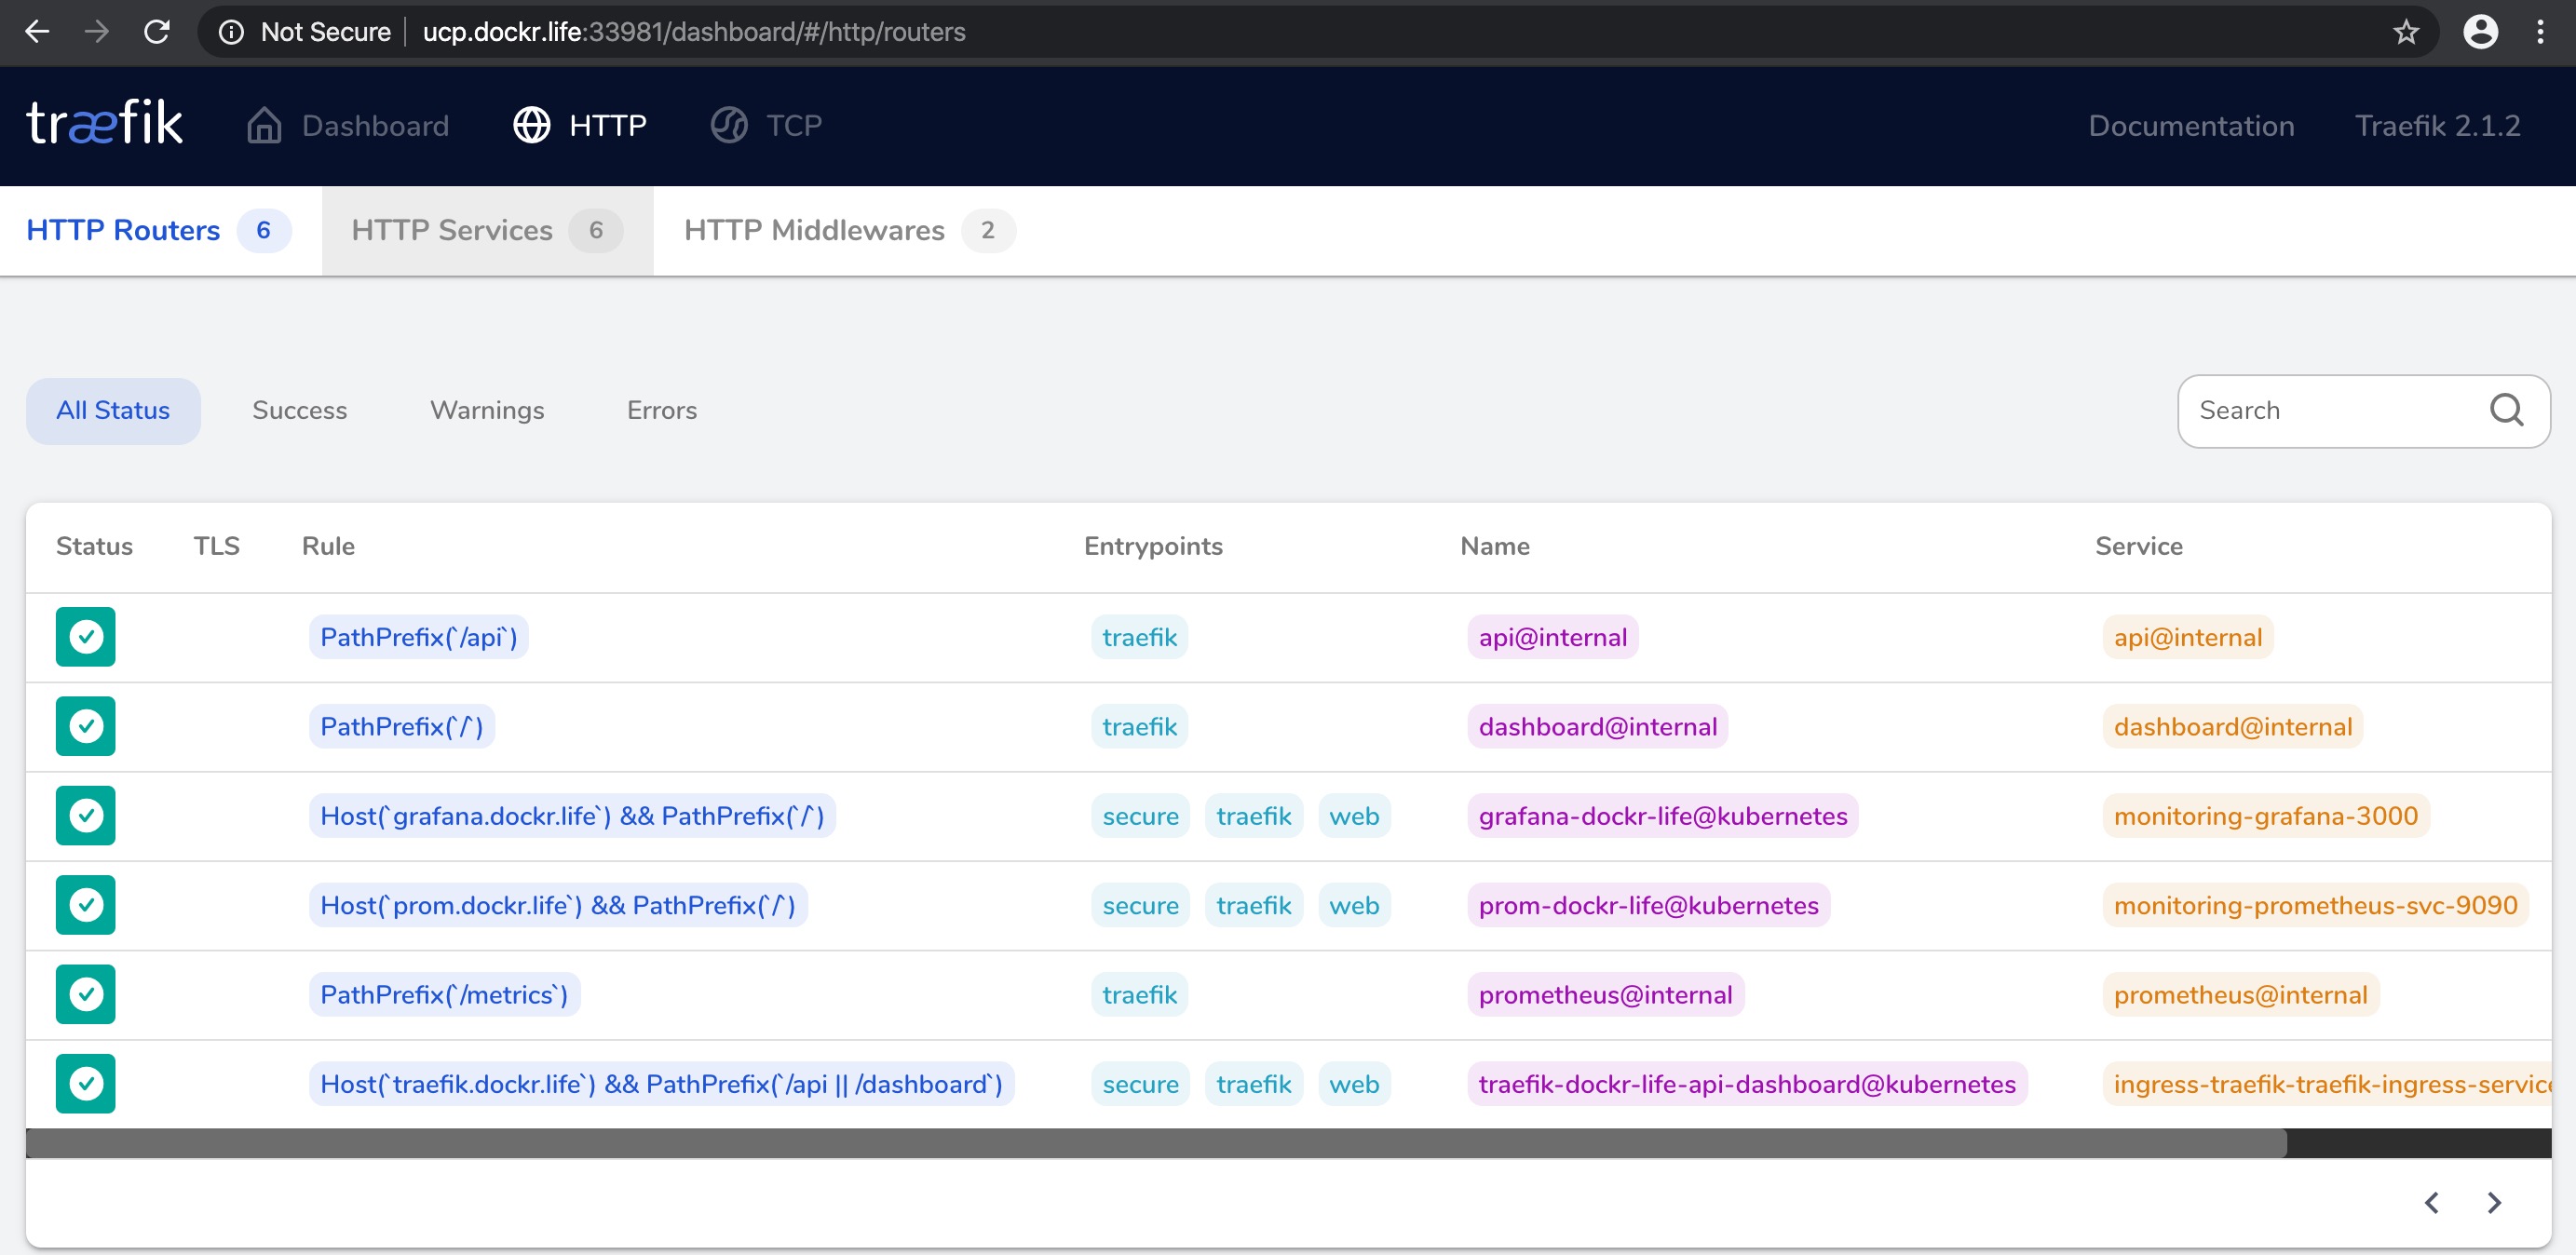 Not Secure | ucp.dockr.life:33981/dashboard/#/http/routers
træfik Dashboard HTTP TCP Documentation Traefik 2.1.2
HTTP Routers 6 HTTP Services 6 HTTP Middlewares 2
All Status Success Warnings Errors Search
Status TLS Rule Entrypoints Name Service
PathPrefix(`/api`) traefik api@internal api@internal
PathPrefix(`/`) traefik dashboard@internal dashboard@internal
Host(`grafana.dockr.life`) && PathPrefix(`/`) secure traefik web grafana-dockr-life@kubernetes monitoring-grafana-3000
Host(`prom.dockr.life`) && PathPrefix(`/`) secure traefik web prom-dockr-life@kubernetes monitoring-prometheus-svc-9090
PathPrefix(`/metrics`) traefik prometheus@internal prometheus@internal
Host(`traefik.dockr.life`) && PathPrefix(`/api || /dashboard`) secure traefik web traefik-dockr-life-api-dashboard@kubernetes ingress-traefik-traefik-ingress-service